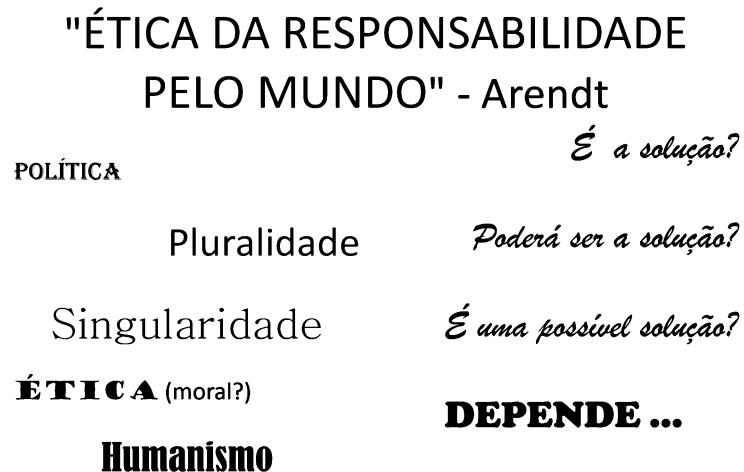 "ÉTICA DA RESPONSABILIDADE
PELO MUNDO" - Arendt
É a solução?
POLÍTICA
Pluralidade
Poderá ser a solução?
Singularidade
É uma possível solução?
ÉTICA (moral?)
DEPENDE ...
Humanismo